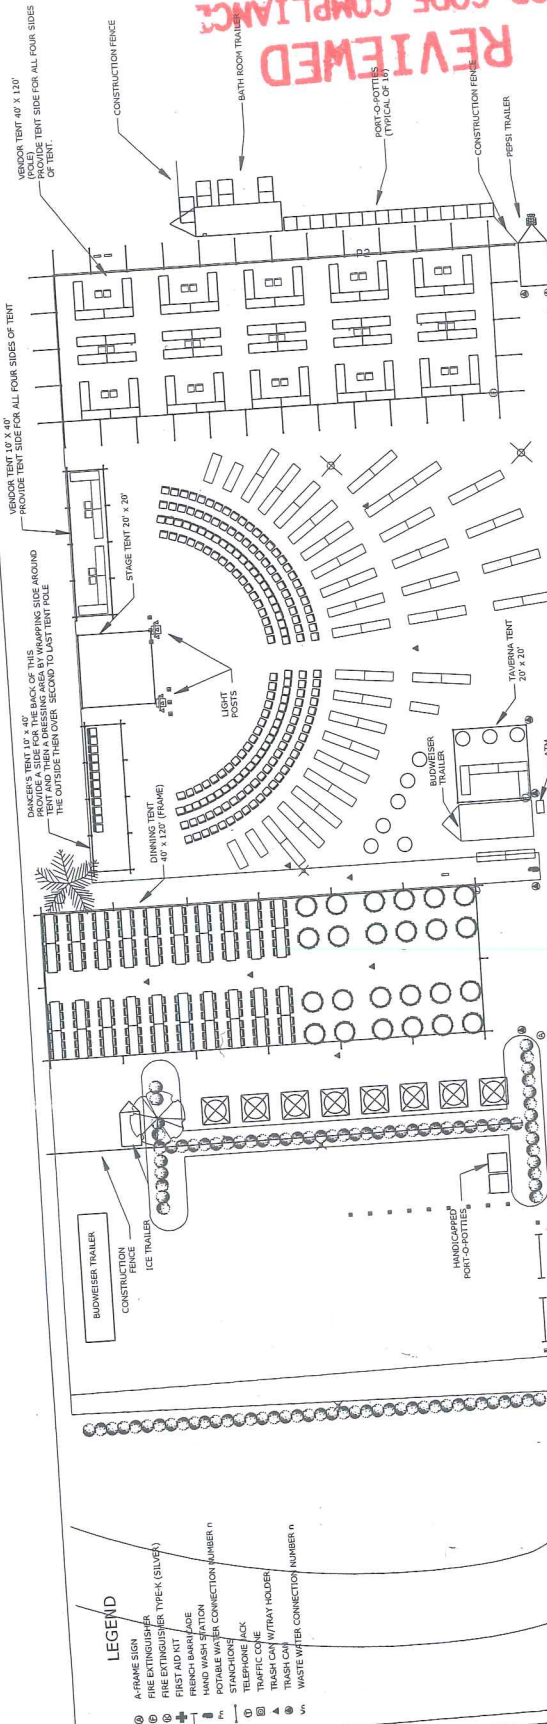 VENDOR TENT 40' X 120'
(POLE)
PROVIDE TENT SIDE FOR ALL FOUR SIDES
OF TENT.
CONSTRUCTION FENCE
BATH ROOM TRAILER
REVIEWED
CODE COMPLIANCE
PORT-O-POTTIES
(TYPICAL OF 16)
CONSTRUCTION FENCE
PEPSI TRAILER
VENDOR TENT 10' X 40'
PROVIDE TENT SIDE FOR ALL FOUR SIDES OF TENT
STAGE TENT 20' X 20'
DANCER'S TENT 10' X 40'
PROVIDE A SIDE FOR THE BACK OF THIS
TENT AND THEN A DRESSING AREA BY WRAPPING SIDE AROUND
THE OUTSIDE THEN OVER SECOND TO LAST TENT POLE
LIGHT
POSTS
TAVERNA TENT
20' X 20'
BUDWEISER
TRAILER
DINNING TENT
40' X 120' (FRAME)
BUDWEISER TRAILER
CONSTRUCTION
FENCE
ICE TRAILER
HANDICAPPED
PORT-O-POTTIES
LEGEND
A-FRAME SIGN
FIRE EXTINGUISHER
FIRE EXTINGUISHER TYPE-K (SILVER)
FIRST AID KIT
FRENCH BARRICADE
HAND WASH STATION
Pn POTABLE WATER CONNECTION NUMBER n
STANCHIONS
TELEPHONE JACK
TRAFFIC CONE
TRASH CAN W/TRAY HOLDER
TRASH CAN
WASTE WATER CONNECTION NUMBER n